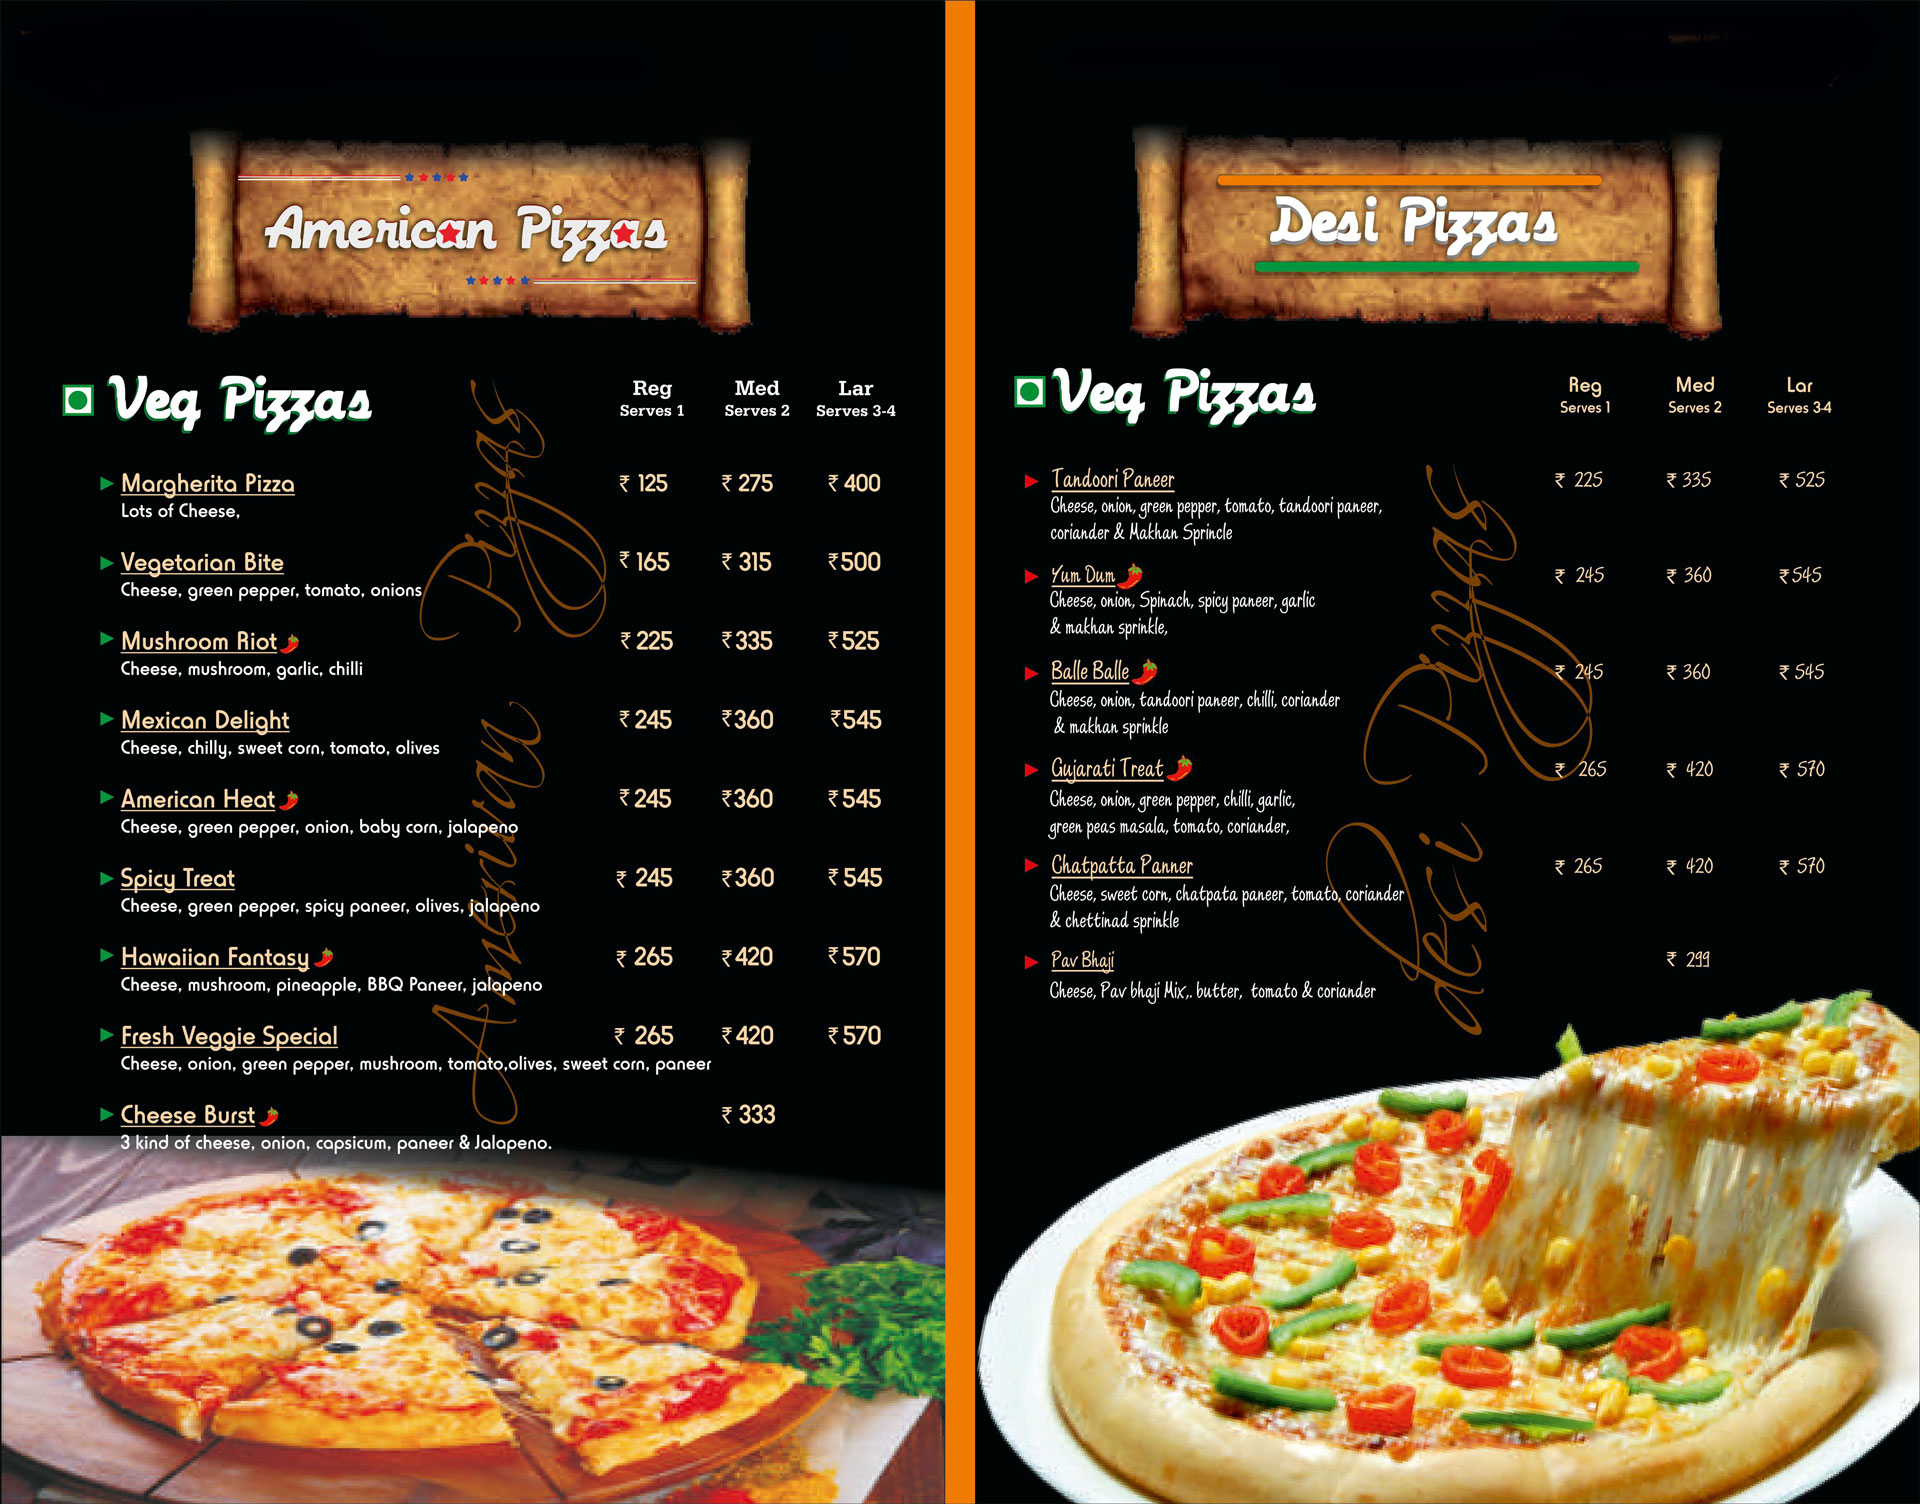 American Pizzas
Veg Pizzas
Reg Med Lar
Serves 1 Serves 2 Serves 3-4
Margherita Pizza ₹ 125 ₹ 275 ₹ 400
Lots of Cheese,
Vegetarian Bite ₹ 165 ₹ 315 ₹500
Cheese, green pepper, tomato, onions
Mushroom Riot ₹ 225 ₹335 ₹525
Cheese, mushroom, garlic, chilli
Mexican Delight ₹ 245 ₹360 ₹545
Cheese, chilly, sweet corn, tomato, olives
American Heat ₹245 ₹360 ₹545
Cheese, green pepper, onion, baby corn, jalapeno
Spicy Treat ₹ 245 ₹360 ₹545
Cheese, green pepper, spicy paneer, olives, jalapeno
Hawaiian Fantasy ₹ 265 ₹420 ₹570
Cheese, mushroom, pineapple, BBQ Paneer, jalapeno
Fresh Veggie Special ₹ 265 ₹420 ₹570
Cheese, onion, green pepper, mushroom, tomato,olives, sweet corn, paneer
Cheese Burst ₹ 333
3 kind of cheese, onion, capsicum, paneer & Jalapeno.
American Pizzas
Desi Pizzas
Veg Pizzas
Reg Med Lar
Serves 1 Serves 2 Serves 3-4
Tandoori Paneer ₹ 225 ₹ 335 ₹ 525
Cheese, onion, green pepper, tomato, tandoori paneer,
coriander & Makhan Sprincle
Yum Dum ₹ 245 ₹ 360 ₹545
Cheese, onion, Spinach, spicy paneer, garlic
& makhan sprinkle,
Balle Balle ₹ 245 ₹ 360 ₹ 545
Cheese, onion, tandoori paneer, chilli, coriander
& makhan sprinkle
Gujarati Treat ₹ 265 ₹ 420 ₹ 570
Cheese, onion, green pepper, chilli, garlic,
green peas masala, tomato, coriander,
Chatpatta Panner ₹ 265 ₹ 420 ₹ 570
Cheese, sweet corn, chatpata paneer, tomato, coriander
& chettinad sprinkle
Pav Bhaji ₹ 299
Cheese, Pav bhaji Mix,. butter, tomato & coriander
desi Pizzas